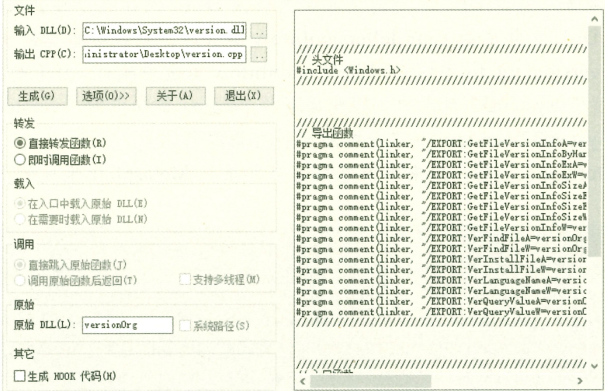 文件
输入 DLL(D): C:\Windows\System32\version.dll ..
输出 CPP(C): inistrator\Desktop\version.cpp ..
生成(G) 选项(O)>> 关于(A) 退出(X)
转发
直接转发函数(R)
即时调用函数(I)
载入
在入口中载入原始 DLL(E)
在需要时载入原始 DLL(N)
调用
直接跳入原始函数(J)
调用原始函数后返回(T) 支持多线程(M)
原始
原始 DLL(L): versionOrg 系统路径(S)
其它
生成 HOOK 代码(H)
////////////////////////////////////////////////
// 头文件
#include <Windows.h>
////////////////////////////////////////////////
////////////////////////////////////////////////
// 导出函数
#pragma comment(linker, "/EXPORT:GetFileVersionInfoA=ver
#pragma comment(linker, "/EXPORT:GetFileVersionInfoByHan
#pragma comment(linker, "/EXPORT:GetFileVersionInfoExA=v
#pragma comment(linker, "/EXPORT:GetFileVersionInfoExW=v
#pragma comment(linker, "/EXPORT:GetFileVersionInfoSizeA
#pragma comment(linker, "/EXPORT:GetFileVersionInfoSizeE
#pragma comment(linker, "/EXPORT:GetFileVersionInfoSizeE
#pragma comment(linker, "/EXPORT:GetFileVersionInfoSizeW
#pragma comment(linker, "/EXPORT:GetFileVersionInfoW=ver
#pragma comment(linker, "/EXPORT:VerFindFileA=versionOrg
#pragma comment(linker, "/EXPORT:VerFindFileW=versionOrg
#pragma comment(linker, "/EXPORT:VerInstallFileA=version
#pragma comment(linker, "/EXPORT:VerInstallFileW=version
#pragma comment(linker, "/EXPORT:VerLanguageNameA=versic
#pragma comment(linker, "/EXPORT:VerLanguageNameW=versic
#pragma comment(linker, "/EXPORT:VerQueryValueA=versionO
#pragma comment(linker, "/EXPORT:VerQueryValueW=versionO
////////////////////////////////////////////////
////////////////////////////////////////////////